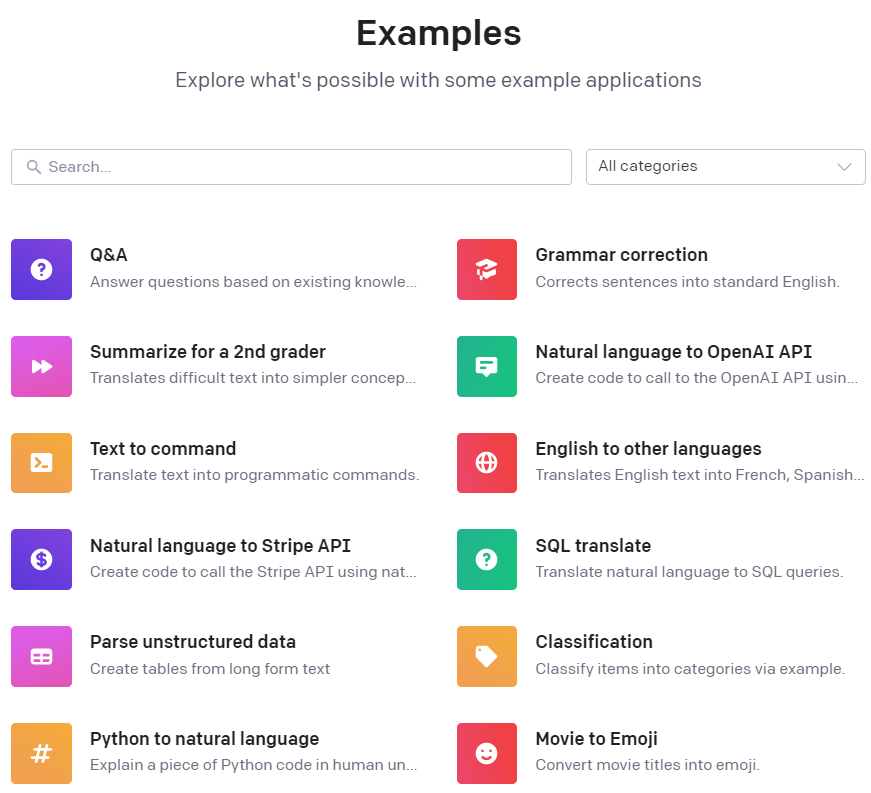 Examples
Explore what's possible with some example applications
Search...
All categories
Q&A
Answer questions based on existing knowle...
Grammar correction
Corrects sentences into standard English.
Summarize for a 2nd grader
Translates difficult text into simpler concep...
Natural language to OpenAI API
Create code to call to the OpenAI API usin...
Text to command
Translate text into programmatic commands.
English to other languages
Translates English text into French, Spanish...
Natural language to Stripe API
Create code to call the Stripe API using nat...
SQL translate
Translate natural language to SQL queries.
Parse unstructured data
Create tables from long form text
Classification
Classify items into categories via example.
Python to natural language
Explain a piece of Python code in human un...
Movie to Emoji
Convert movie titles into emoji.